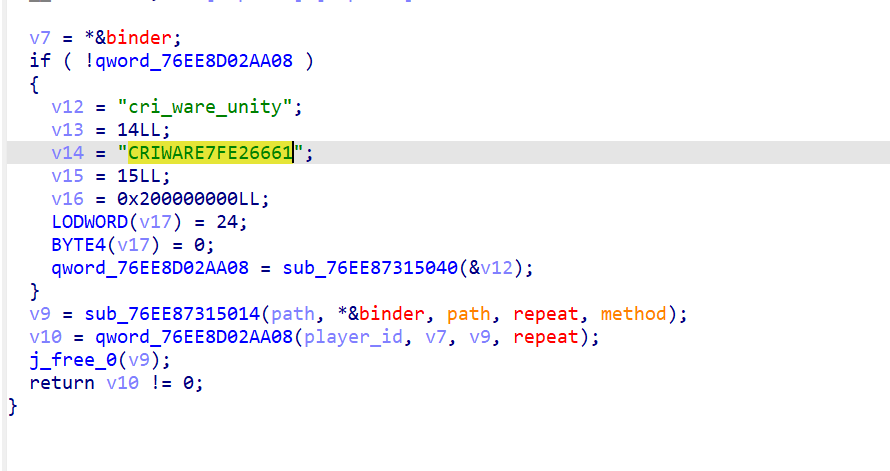 v7 = *&binder;
if ( !qword_76EE8D02AA08 )
{
v12 = "cri_ware_unity";
v13 = 14LL;
v14 = "CRIWARE7FE26661";
v15 = 15LL;
v16 = 0x200000000LL;
LODWORD(v17) = 24;
BYTE4(v17) = 0;
qword_76EE8D02AA08 = sub_76EE87315040(&v12);
}
v9 = sub_76EE87315014(path, *&binder, path, repeat, method);
v10 = qword_76EE8D02AA08(player_id, v7, v9, repeat);
j_free_0(v9);
return v10 != 0;
}